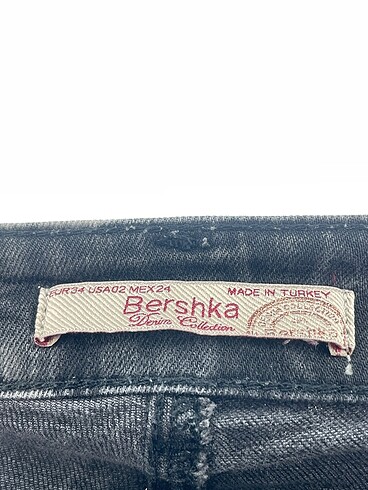 EUR34 USA02 MEX24 MADE IN TURKEY
Bershka
Denim Collection